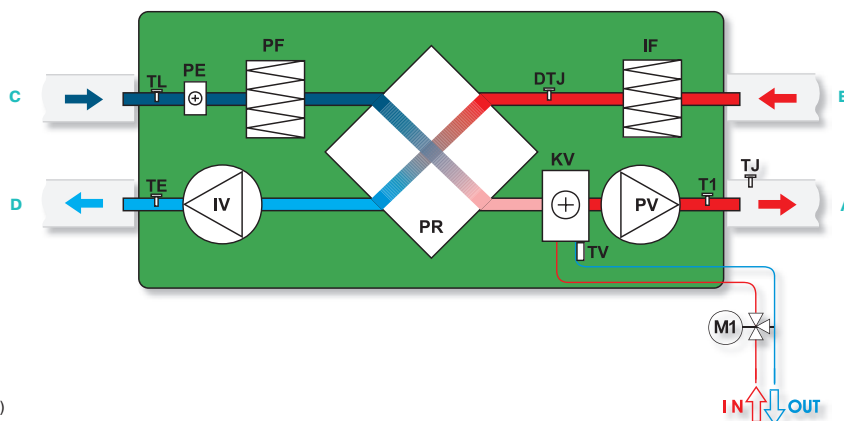 PF
IF
PE
TL
DTJ
C
TJ
KV
T1
TE
D
IV
PV
PR
TV
M1
)
IN
OUT